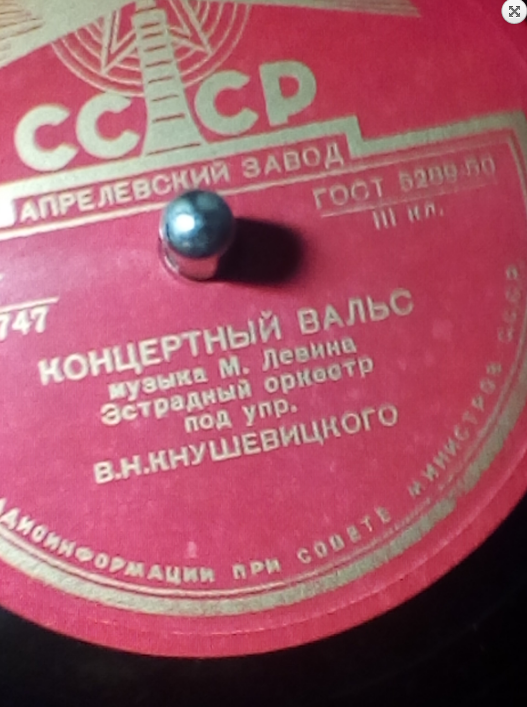 СССР
АПРЕЛЕВСКИЙ ЗАВОД
ГОСТ 5289-50
III кл.
747
КОНЦЕРТНЫЙ ВАЛЬС
музыка М. Левина
Эстрадный оркестр
под упр.
В.Н.КНУШЕВИЦКОГО
ДИОИНФОРМАЦИИ ПРИ СОВЕТЕ МИНИСТРОВ СССР